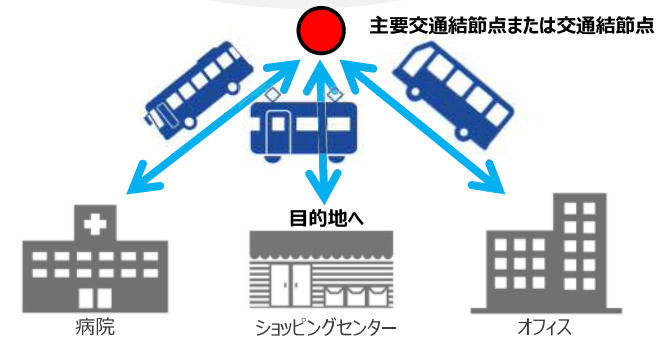 主要交通結節点または交通結節点
目的地へ
病院
ショッピングセンター
オフィス